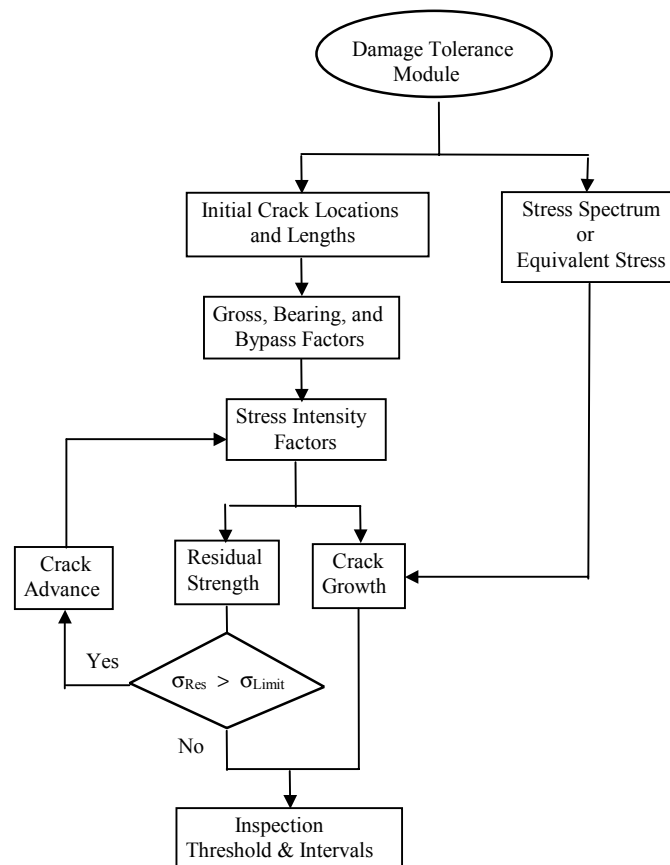 Damage Tolerance
Module
Initial Crack Locations
and Lengths
Stress Spectrum
or
Equivalent Stress
Gross, Bearing, and
Bypass Factors
Stress Intensity
Factors
Crack
Advance
Residual
Strength
Crack
Growth
Yes
σRes > σLimit
No
Inspection
Threshold & Intervals